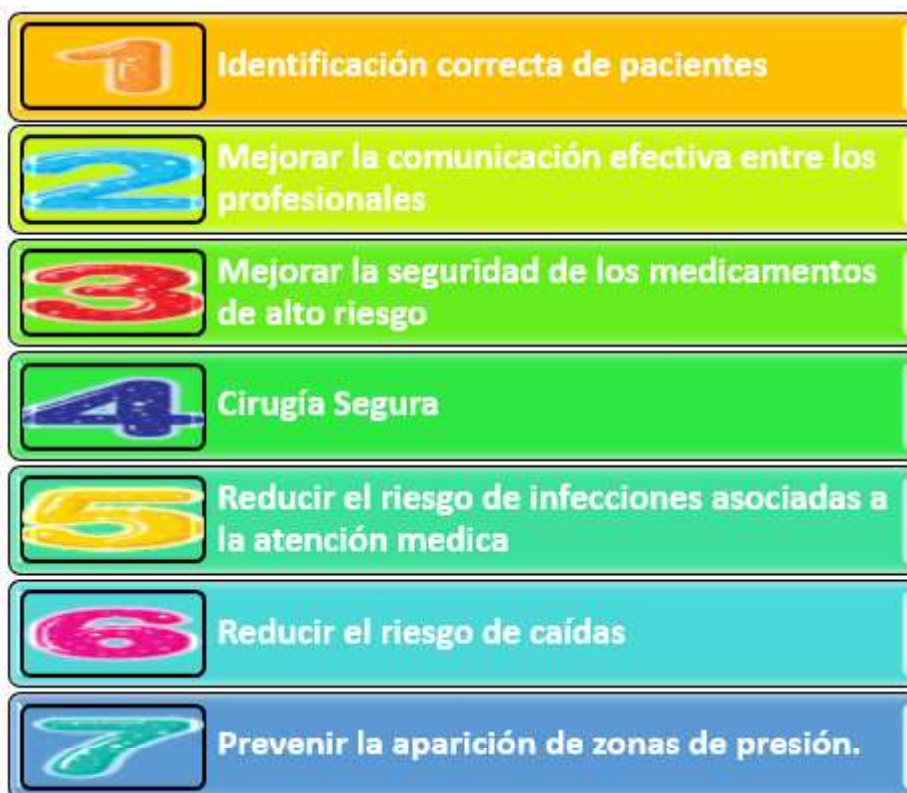 1
Identificación correcta de pacientes
2
Mejorar la comunicación efectiva entre los
profesionales
3
Mejorar la seguridad de los medicamentos
de alto riesgo
4
Cirugía Segura
5
Reducir el riesgo de infecciones asociadas a
la atención medica
6
Reducir el riesgo de caídas
7
Prevenir la aparición de zonas de presión.